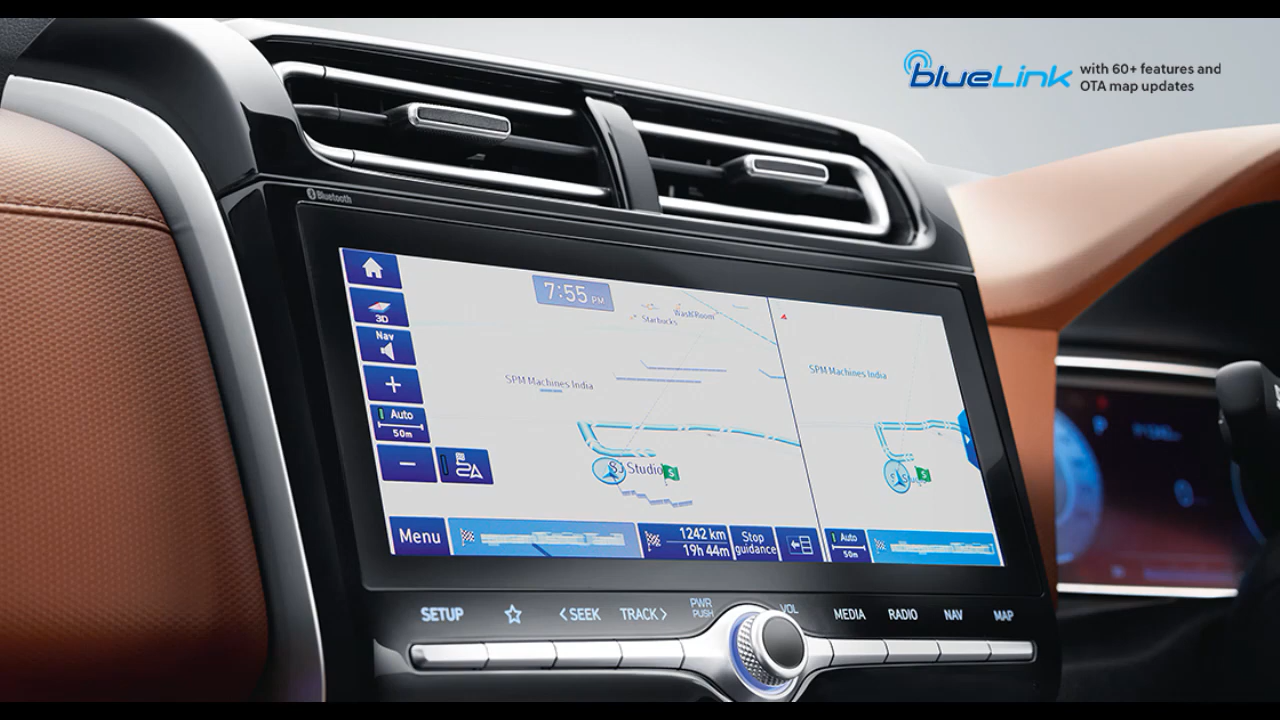 blueLink
with 60+ features and
OTA map updates
Bluetooth
7:55 PM
3D
Nav
+
Auto
50m
−
Starbucks
WashRoom
SPM Machines India
SJ Studio
S
Menu
1242 km
19h 44m
Stop
guidance
SPM Machines India
S
Auto
50m
SETUP
< SEEK
TRACK >
PWR
PUSH
VOL
MEDIA
RADIO
NAV
MAP